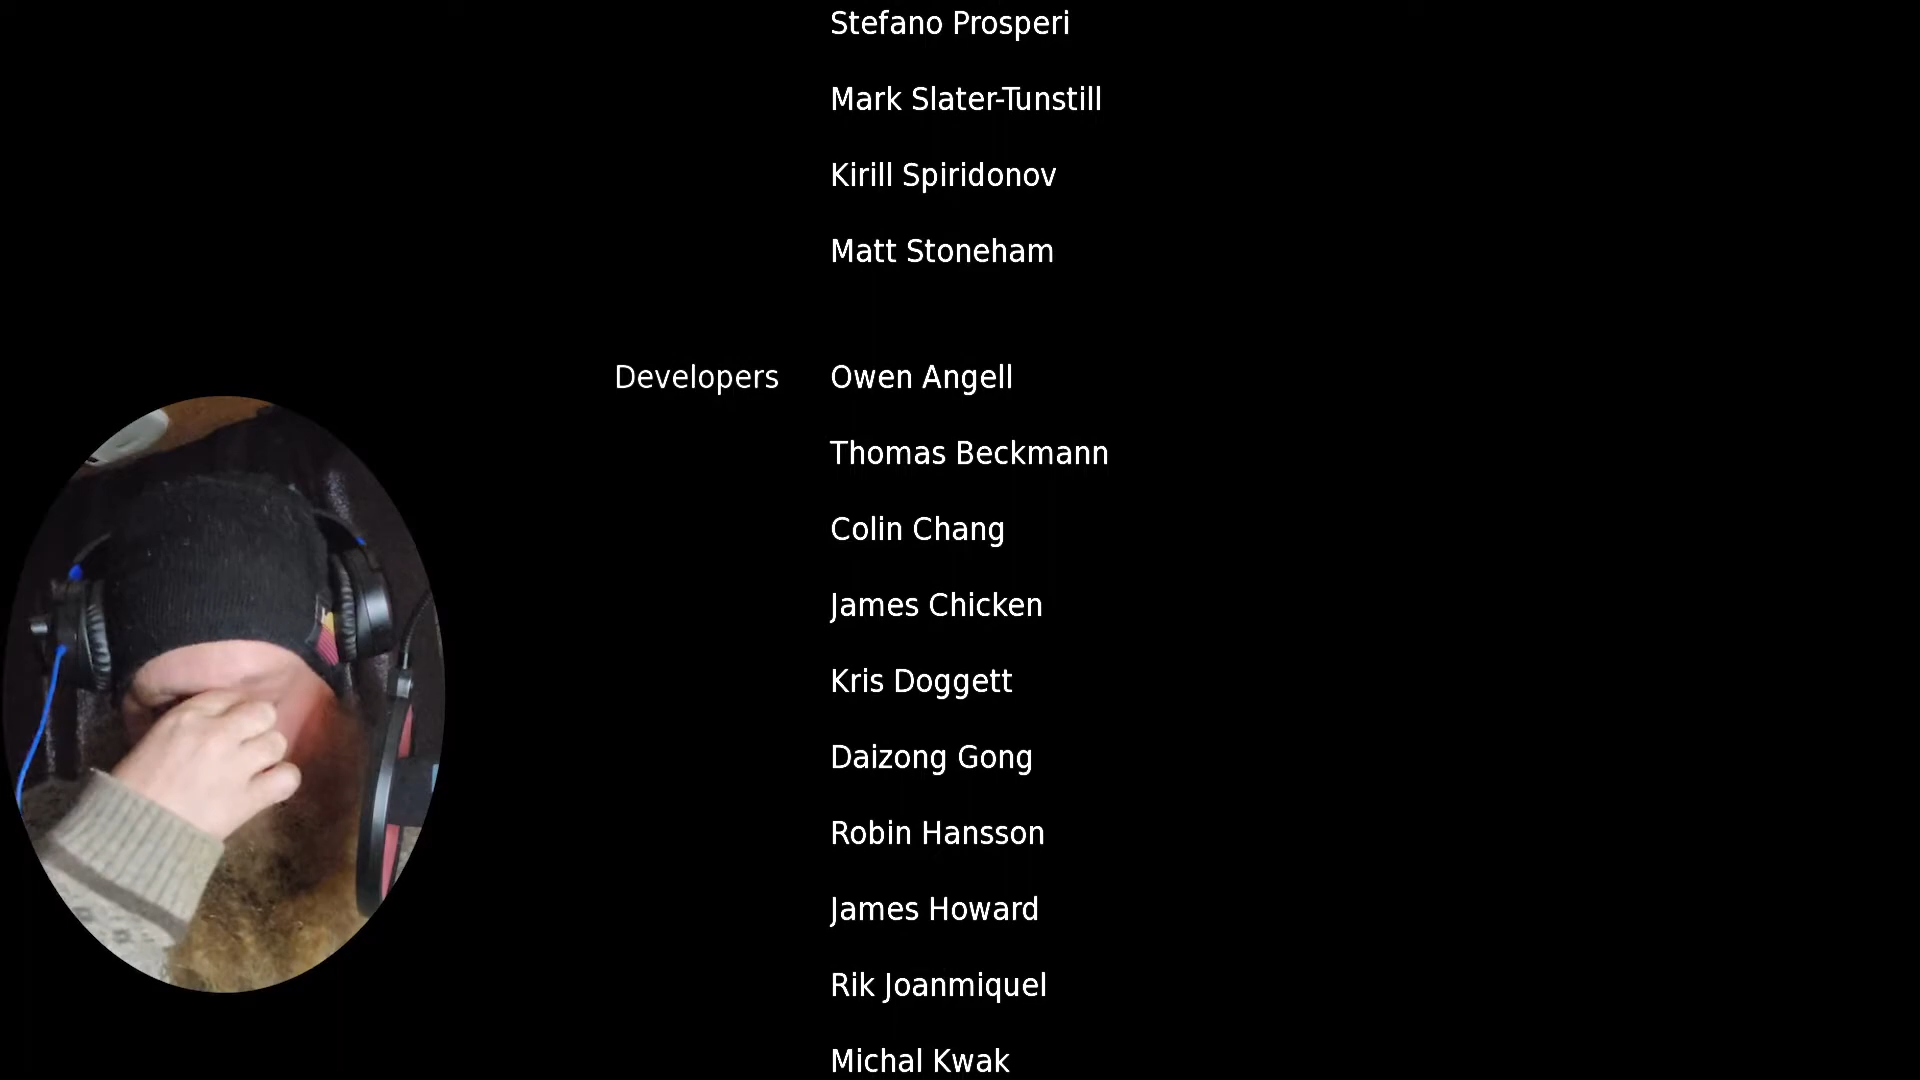 Stefano Prosperi
Mark Slater-Tunstill
Kirill Spiridonov
Matt Stoneham
Developers Owen Angell
Thomas Beckmann
Colin Chang
James Chicken
Kris Doggett
Daizong Gong
Robin Hansson
James Howard
Rik Joanmiquel
Michal Kwak